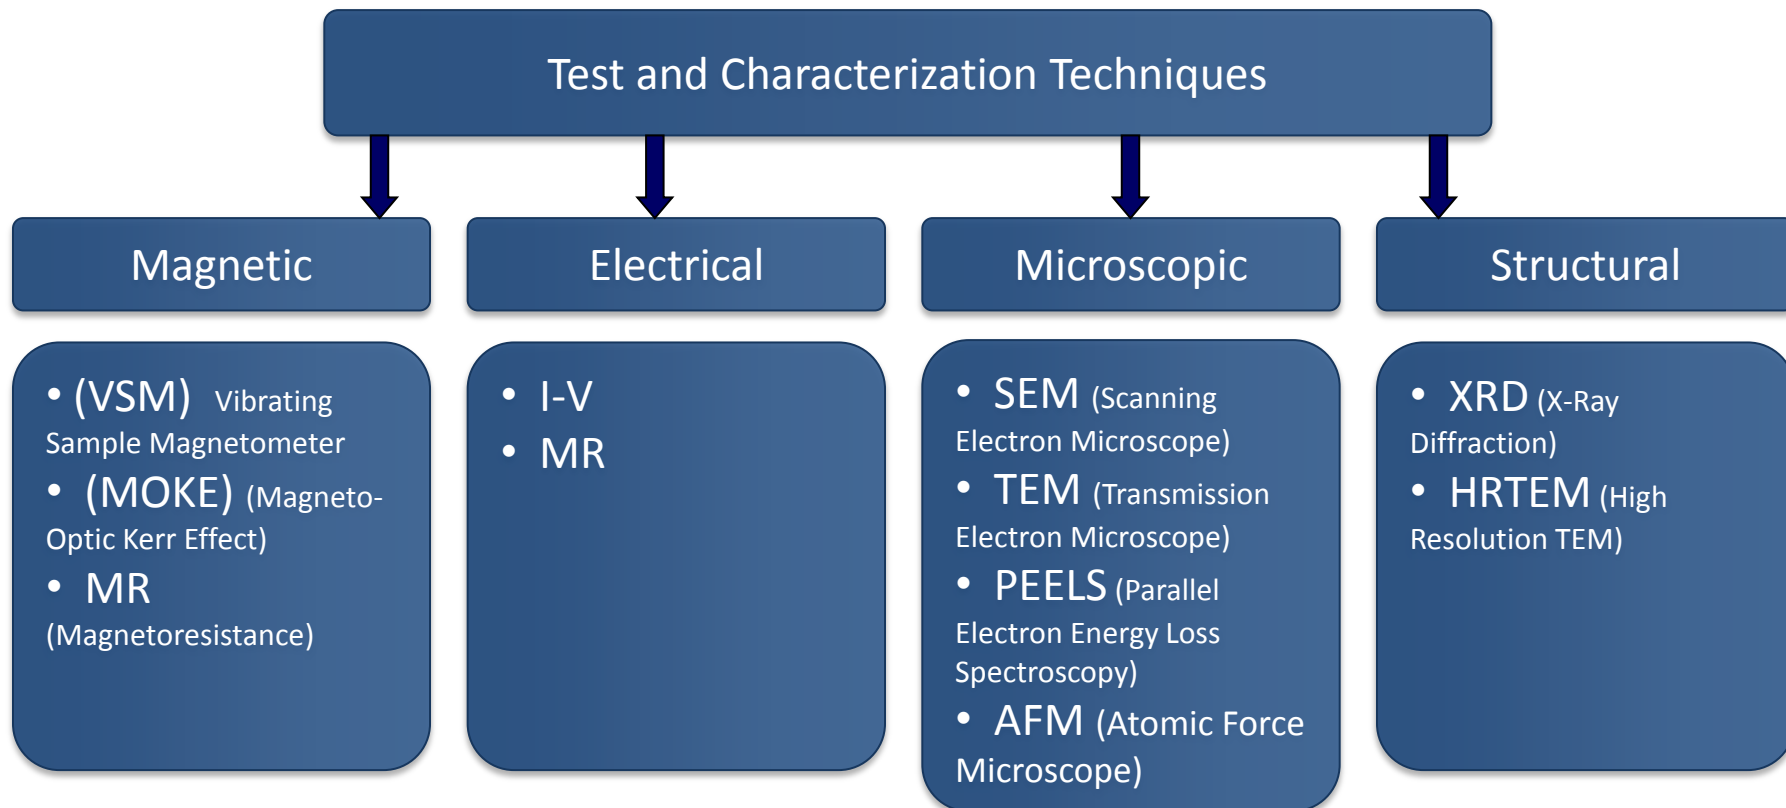 Test and Characterization Techniques
Magnetic
Electrical
Microscopic
Structural
• (VSM) Vibrating
Sample Magnetometer
• (MOKE) (Magneto-
Optic Kerr Effect)
• MR
(Magnetoresistance)
• I-V
• MR
• SEM (Scanning
Electron Microscope)
• TEM (Transmission
Electron Microscope)
• PEELS (Parallel
Electron Energy Loss
Spectroscopy)
• AFM (Atomic Force
Microscope)
• XRD (X-Ray
Diffraction)
• HRTEM (High
Resolution TEM)